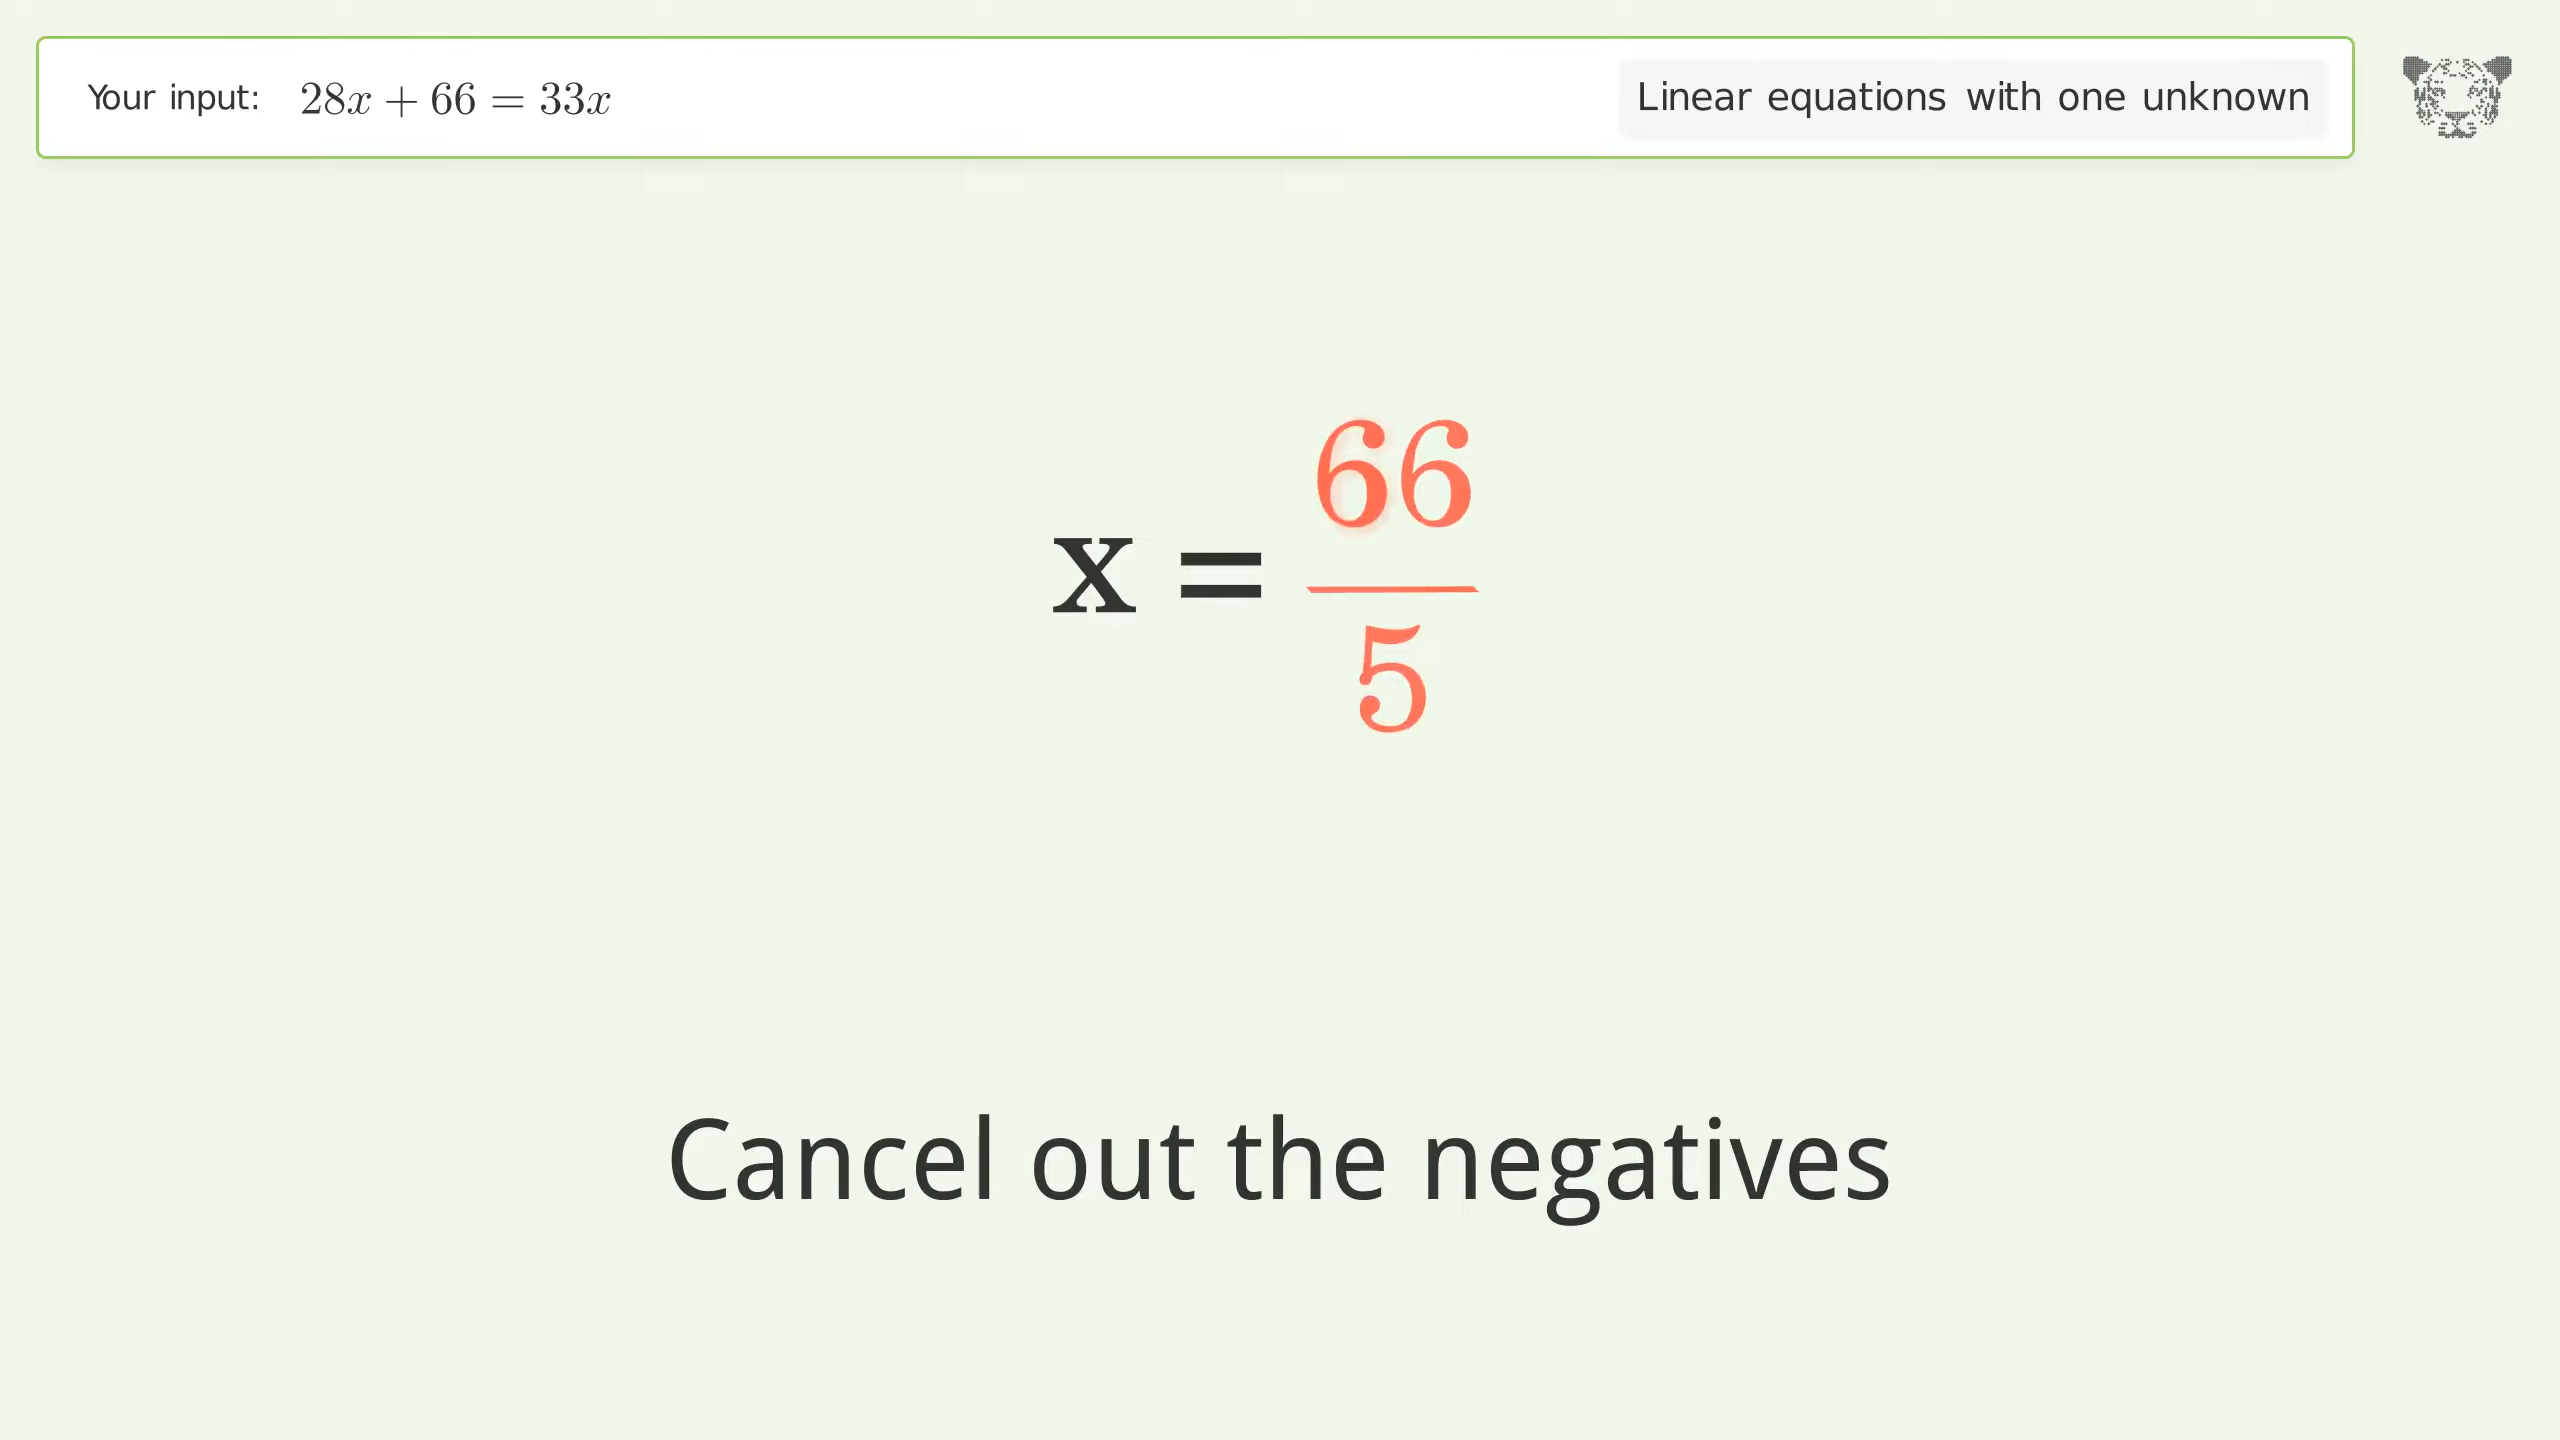 Your input: 28x + 66 = 33x
Linear equations with one unknown
x = 66/5
Cancel out the negatives